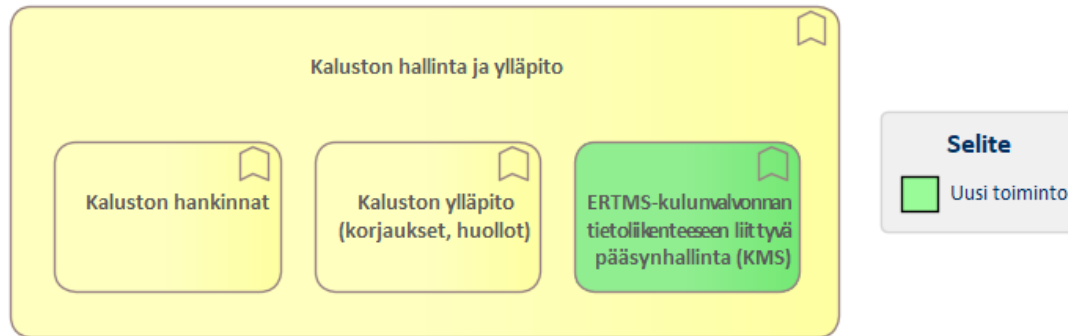 Kaluston hallinta ja ylläpito
Kaluston hankinnat
Kaluston ylläpito
(korjaukset, huollot)
ERTMS-kulunvalvonnan
tietoliikenteeseen liittyvä
pääsynhallinta (KMS)
Selite
Uusi toiminto